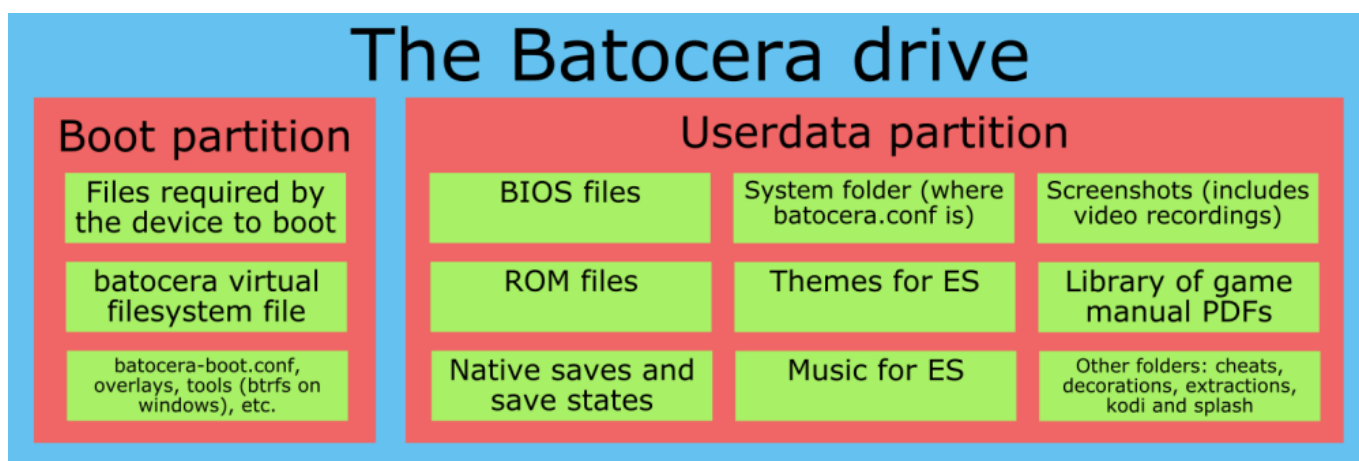 The Batocera drive
Boot partition
Files required by
the device to boot
batocera virtual
filesystem file
batocera-boot.conf,
overlays, tools (btrfs on
windows), etc.
Userdata partition
BIOS files
System folder (where
batocera.conf is)
Screenshots (includes
video recordings)
ROM files
Themes for ES
Library of game
manual PDFs
Native saves and
save states
Music for ES
Other folders: cheats,
decorations, extractions,
kodi and splash